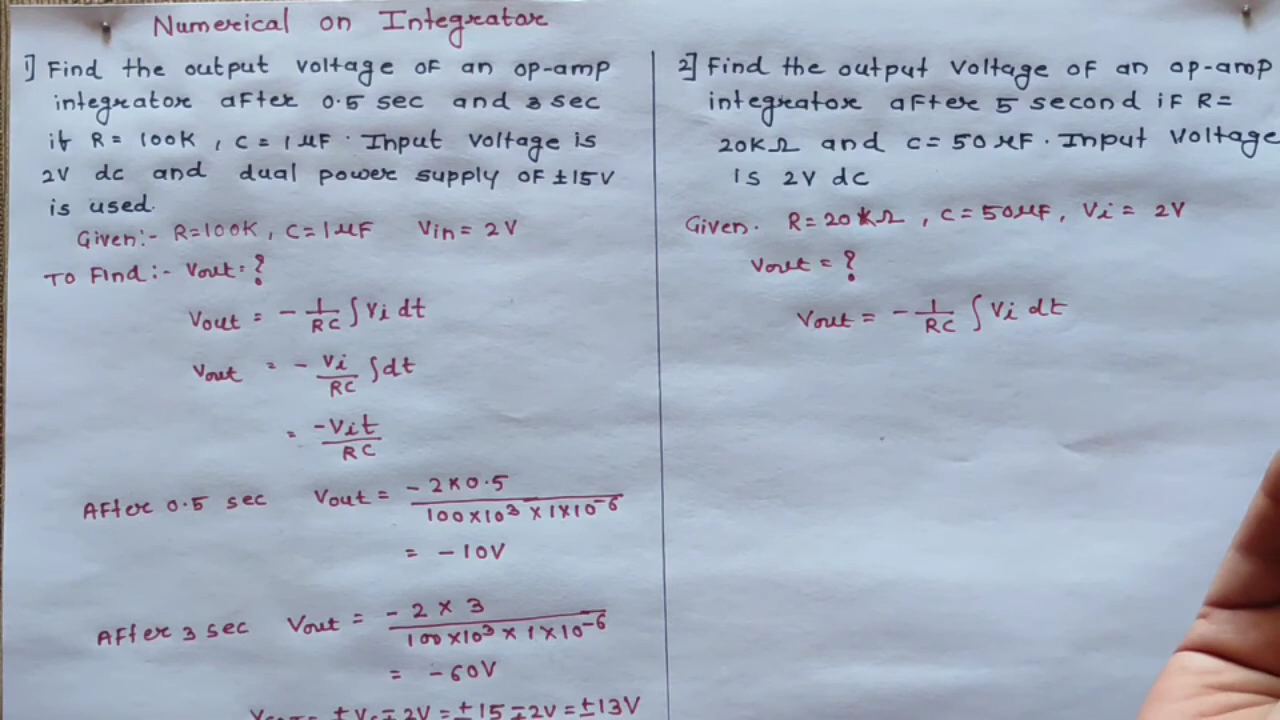 Numerical on Integrator
1] Find the output voltage of an op-amp
integrator after 0.5 sec and 3 sec
if R = 100K , C = 1 μF . Input voltage is
2V dc and dual power supply of ±15V
is used.
Given:- R=100K , C=1μF Vin= 2V
To Find:- Vout=?
Vout = - 1/RC ∫Vi dt
Vout = - Vi/RC ∫dt
= -Vit/RC
After 0.5 sec Vout = - 2×0.5 / 100×10³ × 1×10⁻⁶
= -10V
After 3 sec Vout = - 2 × 3 / 100×10³ × 1×10⁻⁶
= -60V
= ± 15 ∓2V = ±13V
2] Find the output voltage of an op-amp
integrator after 5 second if R=
20KΩ and C= 50μF . Input voltage
is 2V dc
Given. R=20KΩ , C=50μF, Vi = 2V
Vout = ?
Vout = - 1/RC ∫ Vi dt